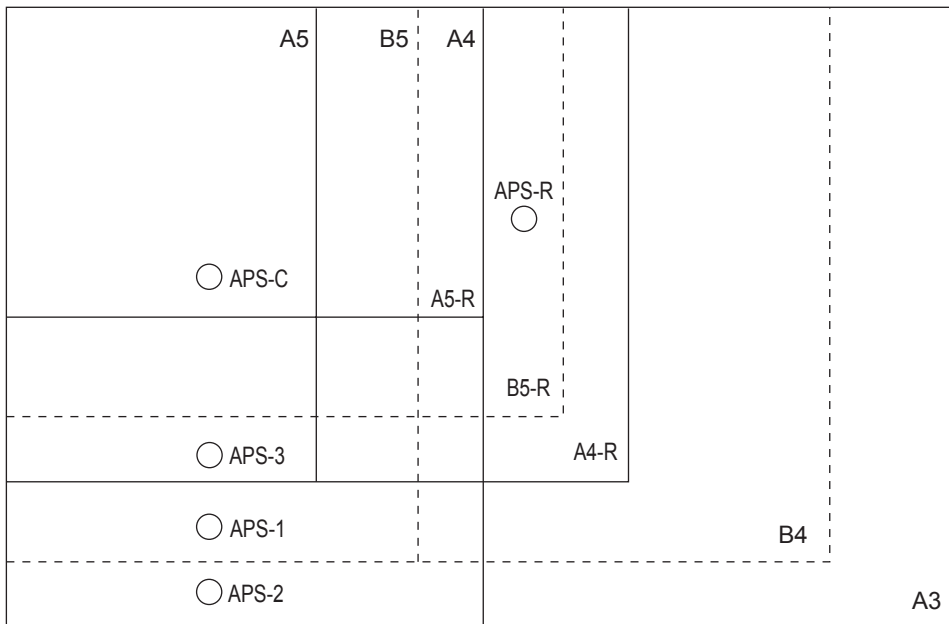 A5 B5 A4
APS-R
APS-C
A5-R
B5-R
APS-3
A4-R
APS-1
B4
APS-2
A3